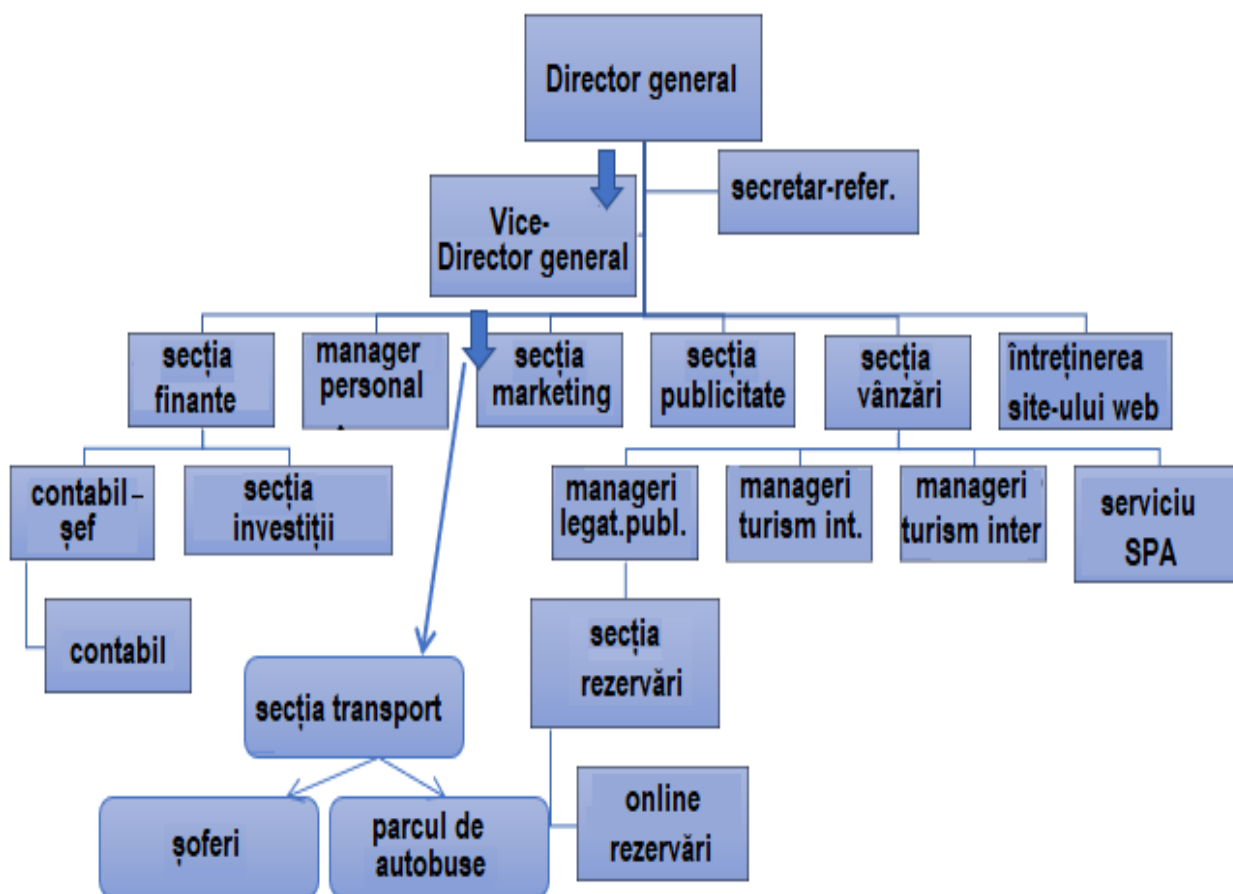 Director general
secretar-refer.
Vice-
Director general
secția
finante
manager
personal
secția
marketing
secția
publicitate
secția
vânzări
întreținerea
site-ului web
contabil–
șef
secția
investiții
manageri
legat.publ.
manageri
turism int.
manageri
turism inter
serviciu
SPA
contabil
secția
rezervări
secția transport
șoferi
parcul de
autobuse
online
rezervări